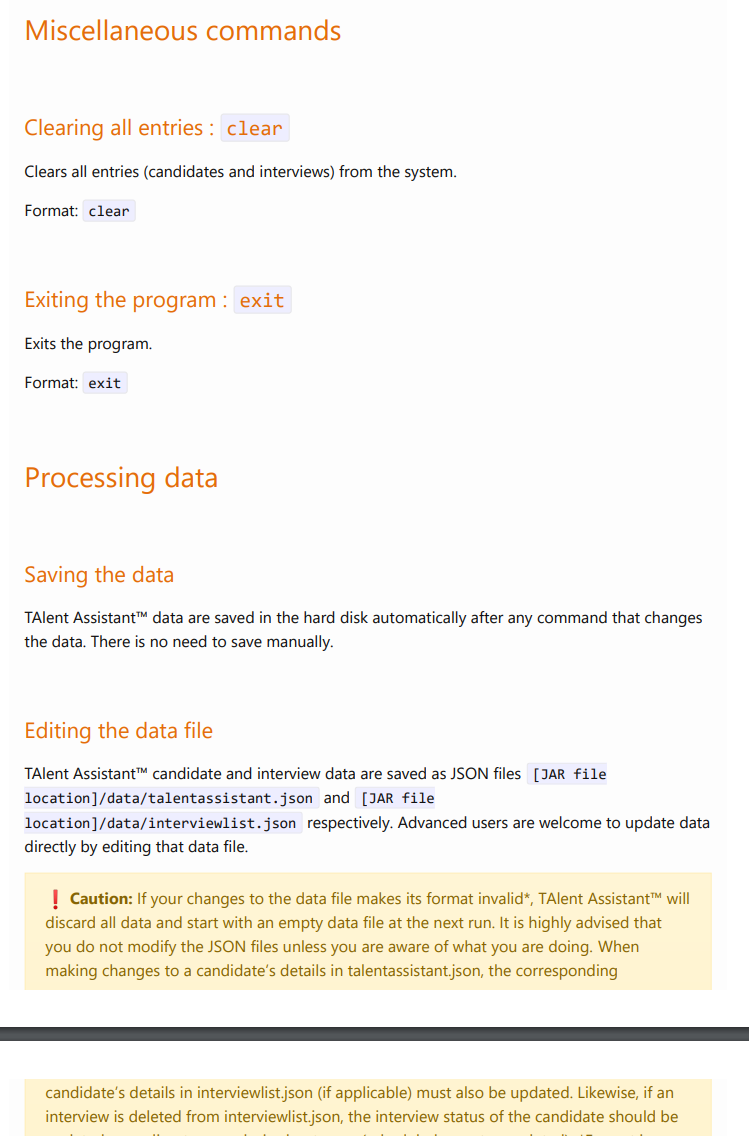 Miscellaneous commands
Clearing all entries : clear
Clears all entries (candidates and interviews) from the system.
Format: clear
Exiting the program : exit
Exits the program.
Format: exit
Processing data
Saving the data
TAlent Assistant™ data are saved in the hard disk automatically after any command that changes
the data. There is no need to save manually.
Editing the data file
TAlent Assistant™ candidate and interview data are saved as JSON files [JAR file
location]/data/talentassistant.json and [JAR file
location]/data/interviewlist.json respectively. Advanced users are welcome to update data
directly by editing that data file.
❗ Caution: If your changes to the data file makes its format invalid*, TAlent Assistant™ will
discard all data and start with an empty data file at the next run. It is highly advised that
you do not modify the JSON files unless you are aware of what you are doing. When
making changes to a candidate's details in talentassistant.json, the corresponding
candidate's details in interviewlist.json (if applicable) must also be updated. Likewise, if an
interview is deleted from interviewlist.json, the interview status of the candidate should be